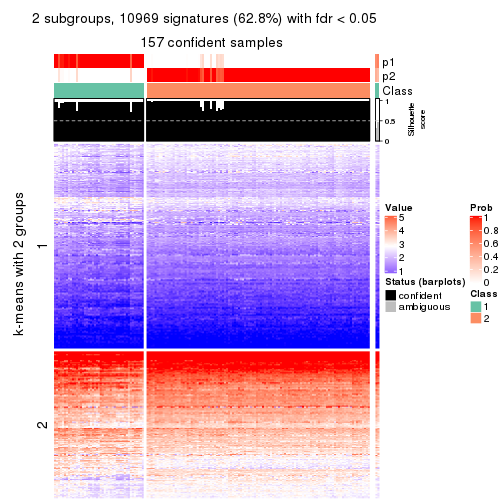 2 subgroups, 10969 signatures (62.8%) with fdr < 0.05
157 confident samples
p1
p2
Class
1
0.5
0
Silhouette
score
k-means with 2 groups
1
2
Value
5
4
3
2
1
Status (barplots)
confident
ambiguous
Prob
1
0.8
0.6
0.4
0.2
0
Class
1
2